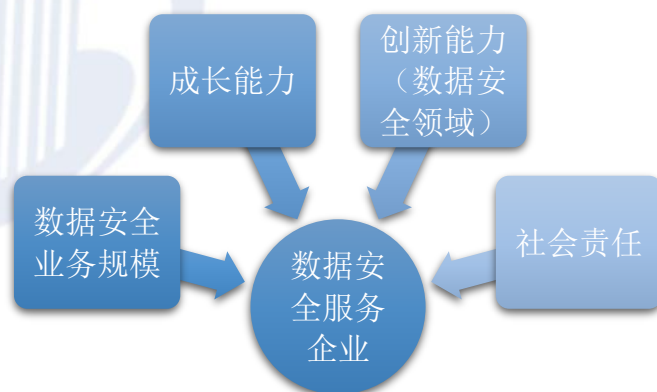 成长能力
创新能力
（数据安
全领域）
数据安全
业务规模
社会责任
数据安
全服务
企业